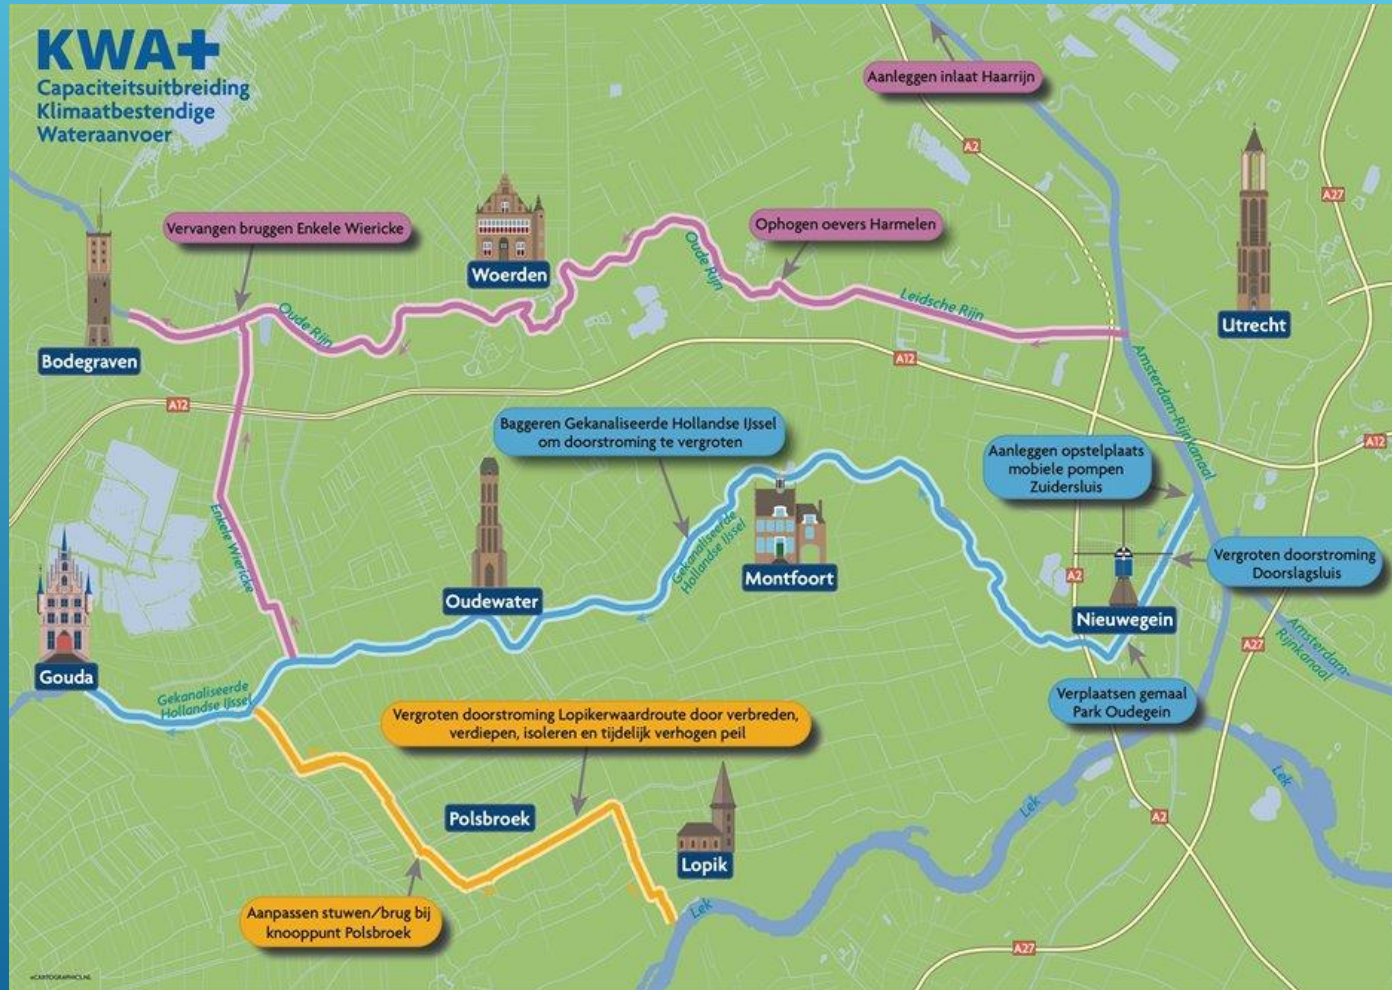 KWA+
Capaciteitsuitbreiding
Klimaatbestendige
Wateraanvoer
Aanleggen inlaat Haarrijn
A2
A27
Vervangen bruggen Enkele Wiericke
Woerden
Ophogen oevers Harmelen
Oude Rijn
Leidsche Rijn
Utrecht
Oude Rijn
Bodegraven
A12
Amsterdam-Rijnkanaal
A12
A12
Baggeren Gekanaliseerde Hollandse IJssel
om doorstroming te vergroten
Aanleggen opstelplaats
mobiele pompen
Zuidersluis
Enkele Wiericke
Gekanaliseerde
Hollandse IJssel
Vergroten doorstroming
Doorslagsluis
Montfoort
A2
Oudewater
Nieuwegein
A27
Amsterdam-
Rijnkanaal
Gouda
Gekanaliseerde
Hollandse IJssel
Verplaatsen gemaal
Park Oudegein
Vergroten doorstroming Lopikerwaardroute door verbreden,
verdiepen, isoleren en tijdelijk verhogen peil
Lek
Lek
Polsbroek
A2
Lopik
Lek
Aanpassen stuwen/brug bij
knooppunt Polsbroek
A27